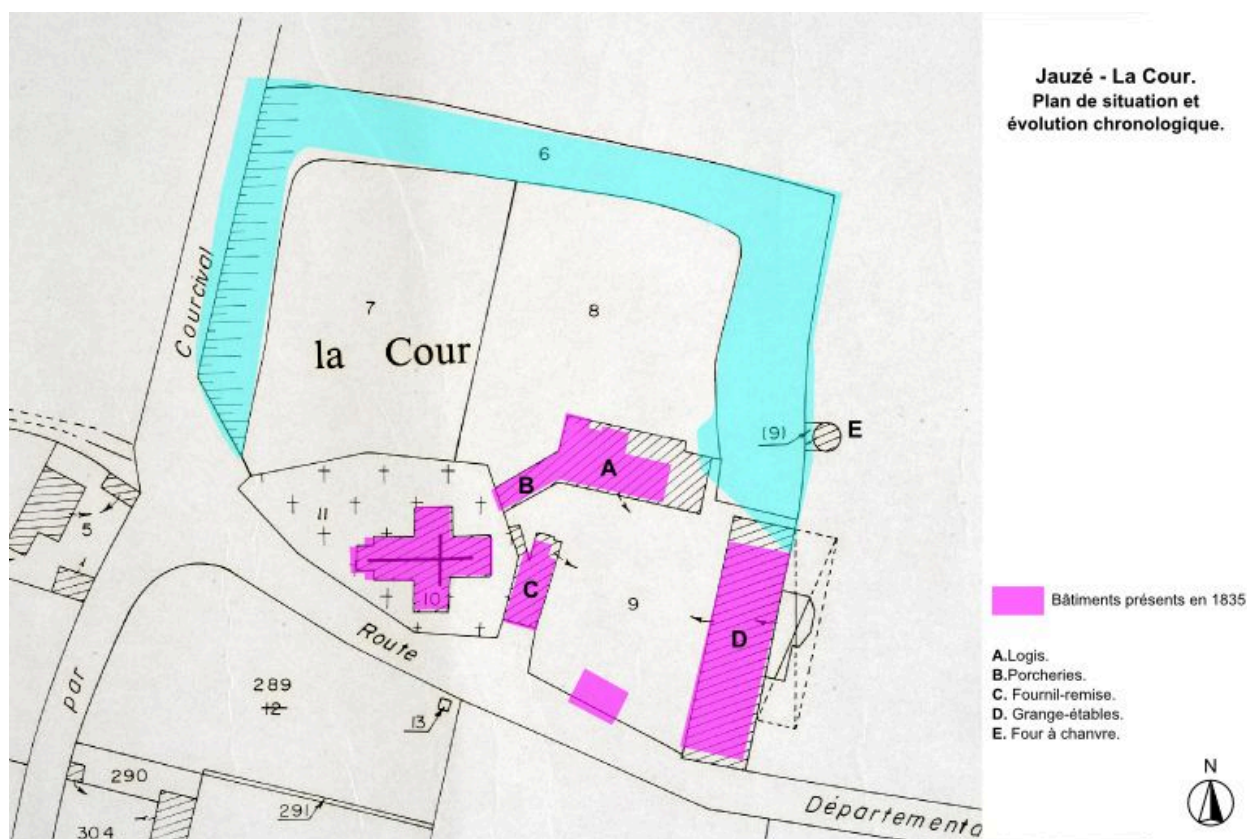 Jauzé - La Cour.
Plan de situation et
évolution chronologique.
6
Courcival
7
8
la Cour
(9)
E
A
B
5
11
C
10
9
D
Route
par
289
12
13
290
291
304
Départementa
Bâtiments présents en 1835
A.Logis.
B.Porcheries.
C. Fournil-remise.
D. Grange-étables.
E. Four à chanvre.
N